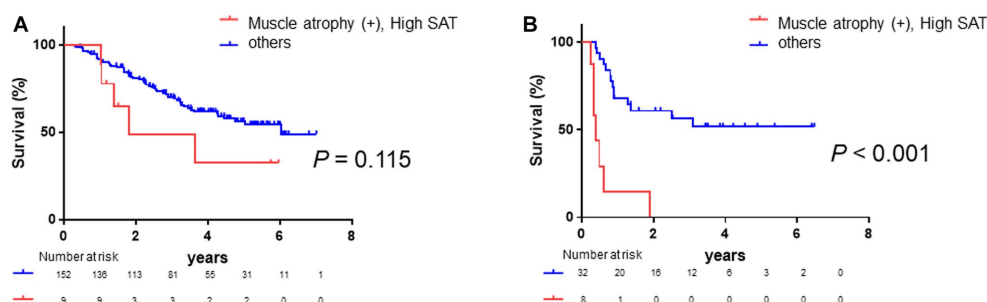 A
Muscle atrophy (+), High SAT
others
100
50
0
Survival (%)
P = 0.115
0 2 4 6 8
years
Number at risk
152 136 113 81 55 31 11 1
9 9 3 3 2 2 0 0
B
Muscle atrophy (+), High SAT
others
100
50
0
Survival (%)
P < 0.001
0 2 4 6 8
years
Number at risk
32 20 16 12 6 3 2 0
8 1 0 0 0 0 0 0